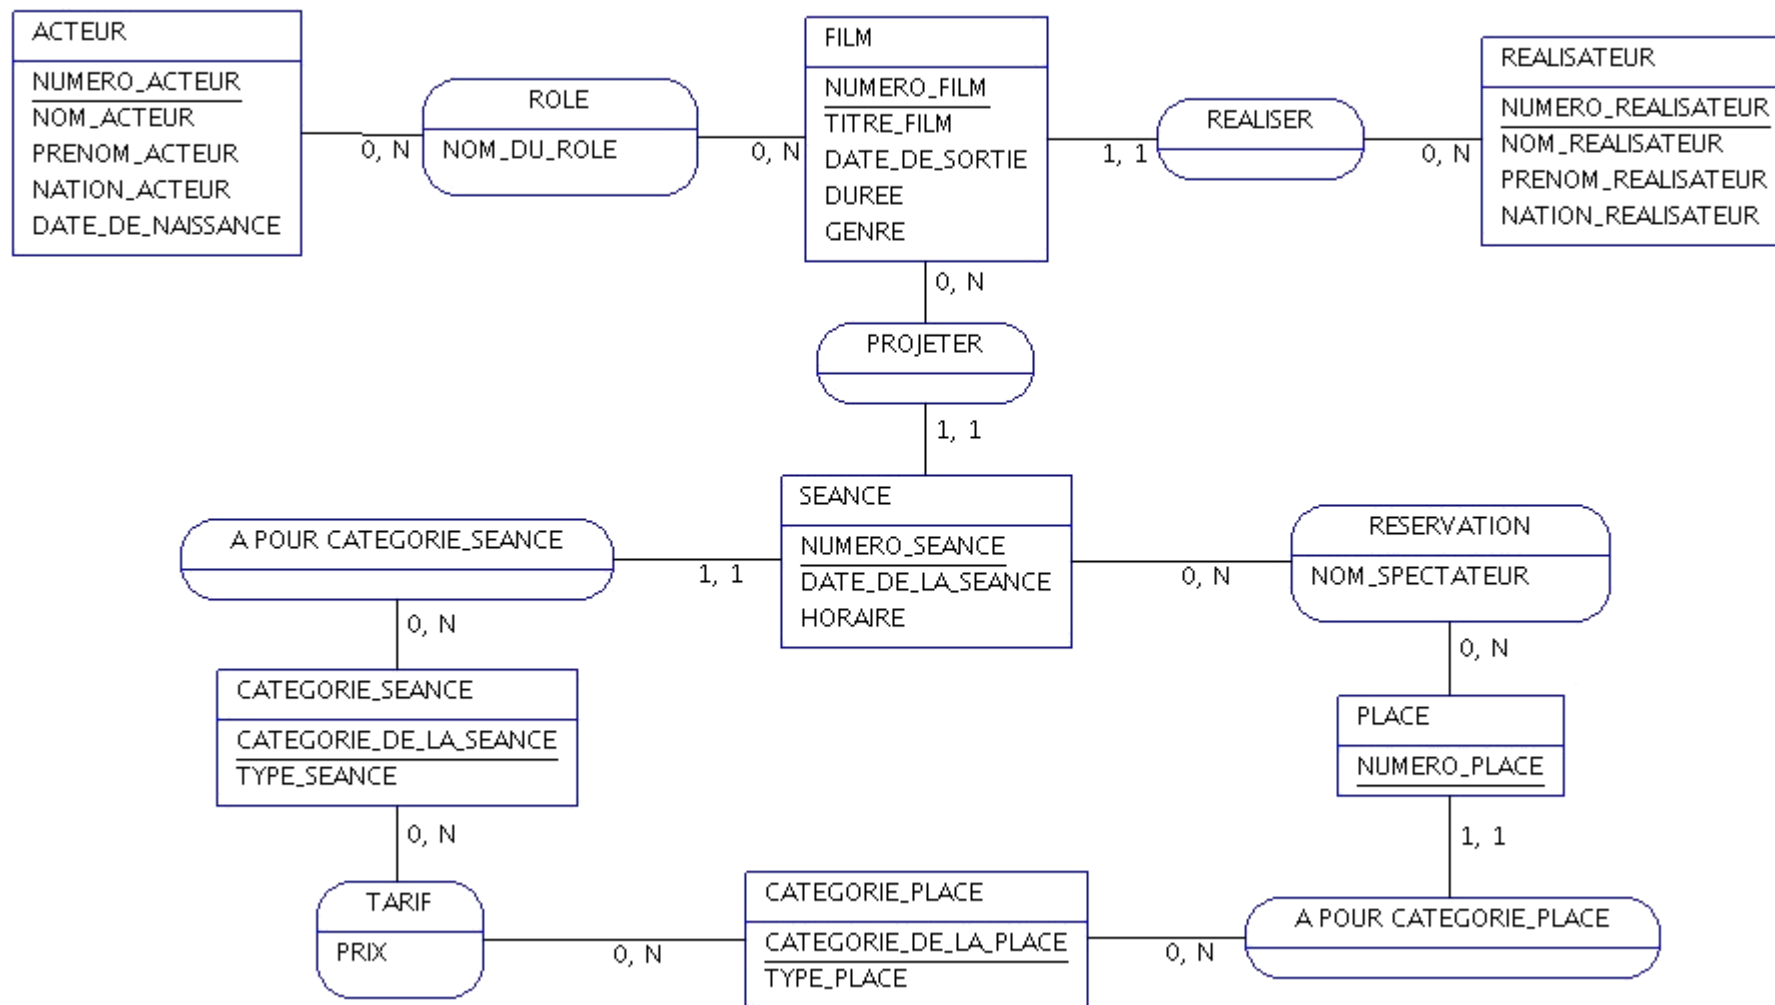 ACTEUR
NUMERO_ACTEUR
NOM_ACTEUR
PRENOM_ACTEUR
NATION_ACTEUR
DATE_DE_NAISSANCE
0, N
ROLE
NOM_DU_ROLE
0, N
FILM
NUMERO_FILM
TITRE_FILM
DATE_DE_SORTIE
DUREE
GENRE
1, 1
REALISER
0, N
REALISATEUR
NUMERO_REALISATEUR
NOM_REALISATEUR
PRENOM_REALISATEUR
NATION_REALISATEUR
0, N
PROJETER
1, 1
A POUR CATEGORIE_SEANCE
1, 1
SEANCE
NUMERO_SEANCE
DATE_DE_LA_SEANCE
HORAIRE
0, N
RESERVATION
NOM_SPECTATEUR
0, N
0, N
CATEGORIE_SEANCE
CATEGORIE_DE_LA_SEANCE
TYPE_SEANCE
PLACE
NUMERO_PLACE
0, N
1, 1
TARIF
PRIX
0, N
CATEGORIE_PLACE
CATEGORIE_DE_LA_PLACE
TYPE_PLACE
0, N
A POUR CATEGORIE_PLACE